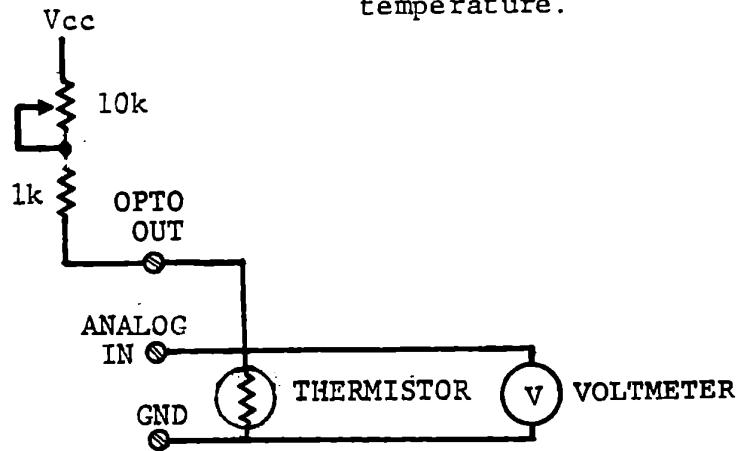 temperature.
Vcc
10k
1k
OPTO
OUT
ANALOG
IN
THERMISTOR
V
VOLTMETER
GND